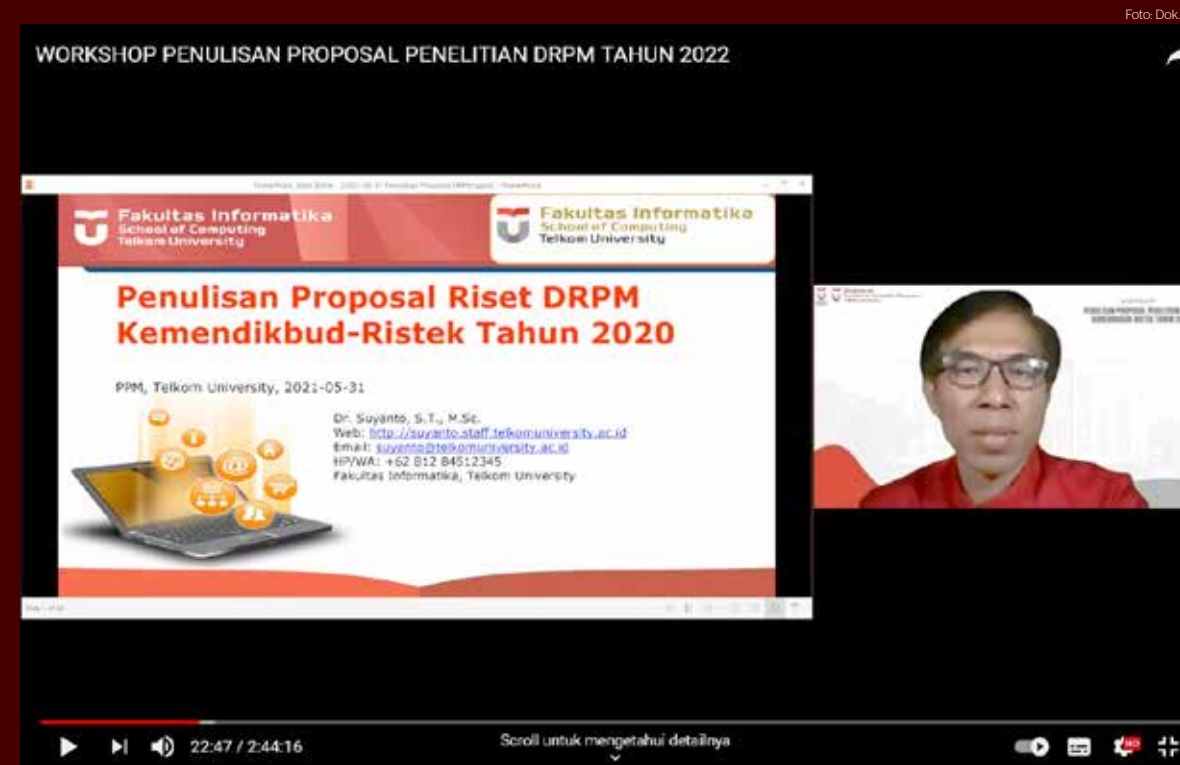 Foto: Dok.
WORKSHOP PENULISAN PROPOSAL PENELITIAN DRPM TAHUN 2022
Fakultas Informatika
School of Computing
Telkom University
Fakultas Informatika
School of Computing
Telkom University
Penulisan Proposal Riset DRPM
Kemendikbud-Ristek Tahun 2020
PPM, Telkom University, 2021-05-31
Dr. Suyanto, S.T., M.Sc.
Web: http://suyanto.staff.telkomuniversity.ac.id
Email: suyanto@telkomuniversity.ac.id
HP/WA: +62 812 84512345
Fakultas Informatika, Telkom University
22:47 / 2:44:16
Scroll untuk mengetahui detailnya
HD